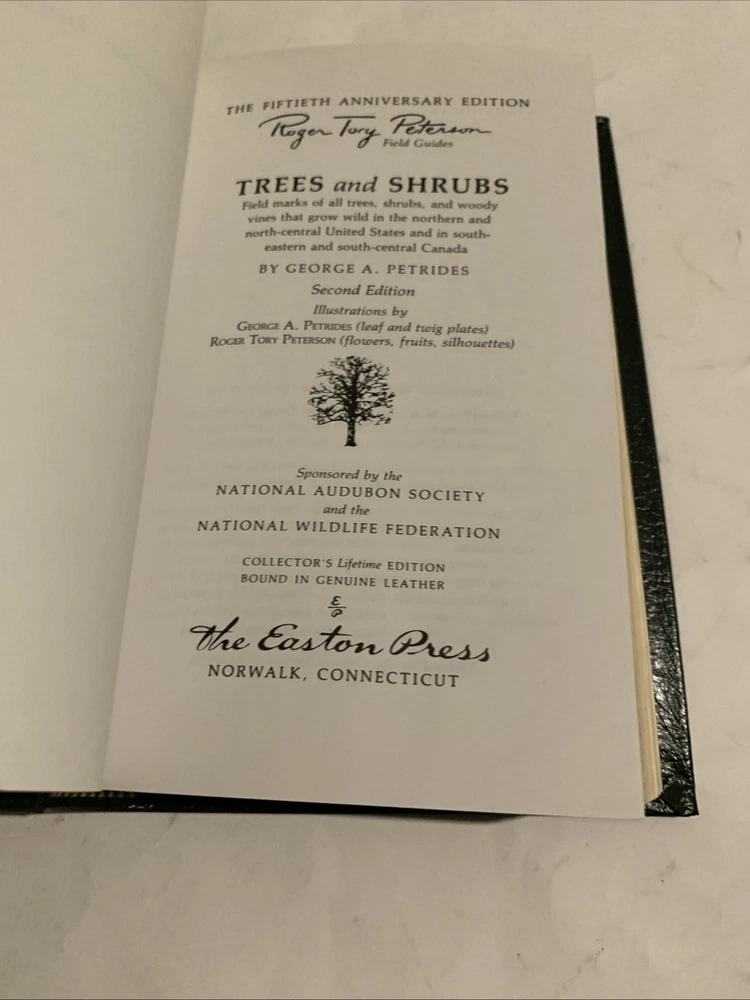 THE FIFTIETH ANNIVERSARY EDITION
Roger Tory Peterson
Field Guides
TREES and SHRUBS
Field marks of all trees, shrubs, and woody
vines that grow wild in the northern and
north-central United States and in south-
eastern and south-central Canada
BY GEORGE A. PETRIDES
Second Edition
Illustrations by
GEORGE A. PETRIDES (leaf and twig plates)
ROGER TORY PETERSON (flowers, fruits, silhouettes)
Sponsored by the
NATIONAL AUDUBON SOCIETY
and the
NATIONAL WILDLIFE FEDERATION
COLLECTOR'S Lifetime EDITION
BOUND IN GENUINE LEATHER
E
P
The Easton Press
NORWALK, CONNECTICUT